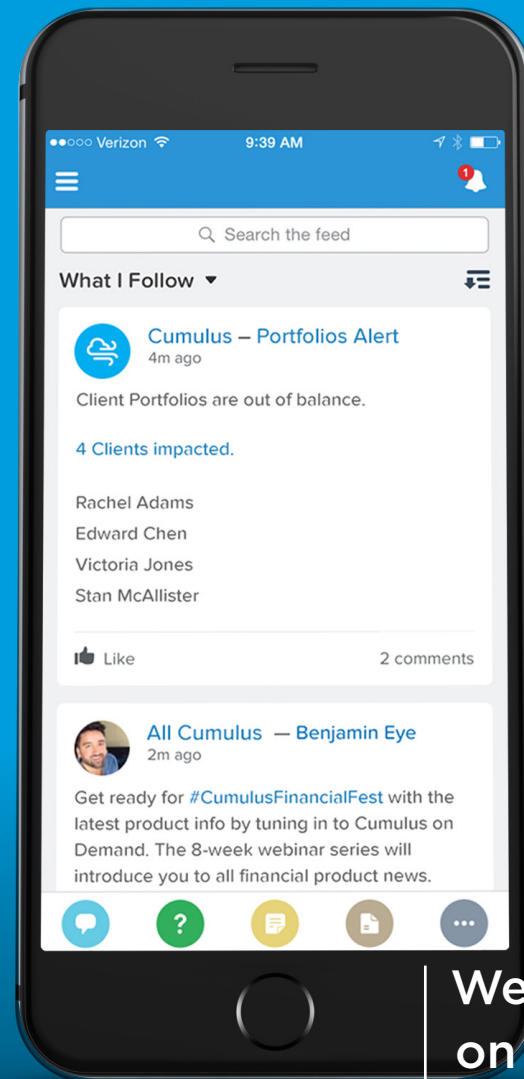 Verizon 9:39 AM
1
Search the feed
What I Follow
Cumulus – Portfolios Alert
4m ago
Client Portfolios are out of balance.
4 Clients impacted.
Rachel Adams
Edward Chen
Victoria Jones
Stan McAllister
Like 2 comments
All Cumulus — Benjamin Eye
2m ago
Get ready for #CumulusFinancialFest with the
latest product info by tuning in to Cumulus on
Demand. The 8-week webinar series will
introduce you to all financial product news.
?
We
on